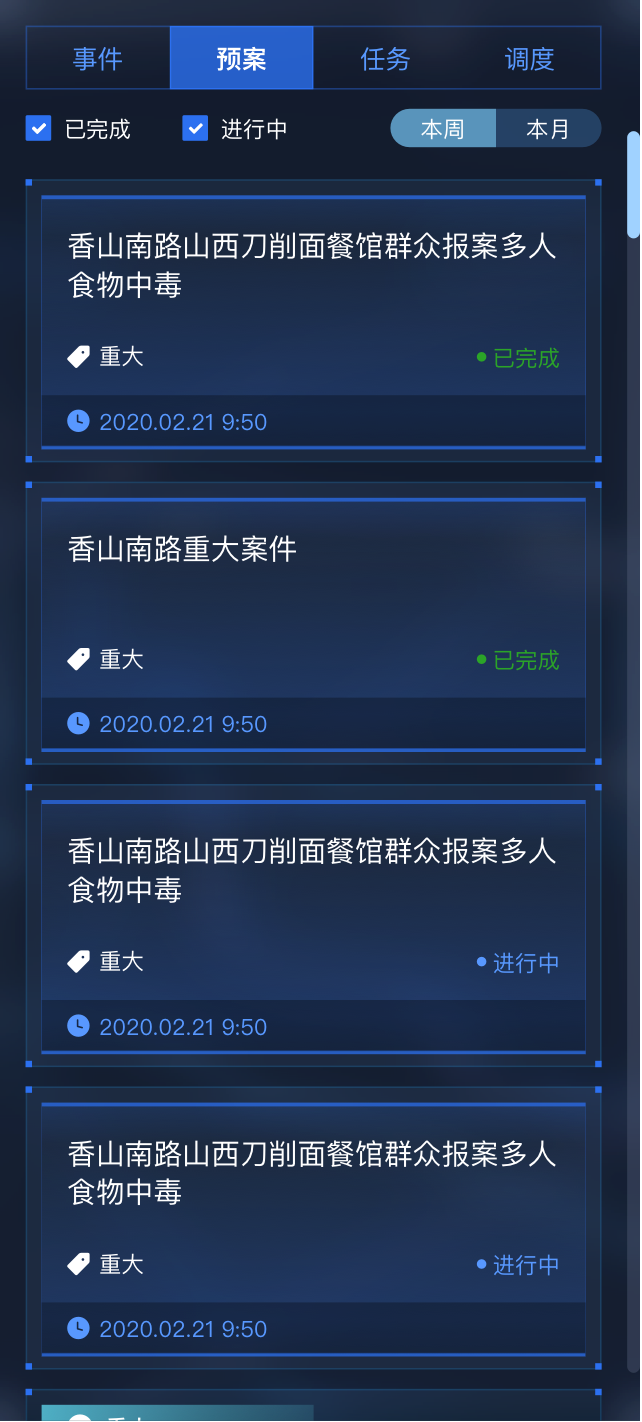 事件 预案 任务 调度
已完成 进行中 本周 本月
香山南路山西刀削面餐馆群众报案多人
食物中毒
重大 已完成
2020.02.21 9:50
香山南路重大案件
重大 已完成
2020.02.21 9:50
香山南路山西刀削面餐馆群众报案多人
食物中毒
重大 进行中
2020.02.21 9:50
香山南路山西刀削面餐馆群众报案多人
食物中毒
重大 进行中
2020.02.21 9:50